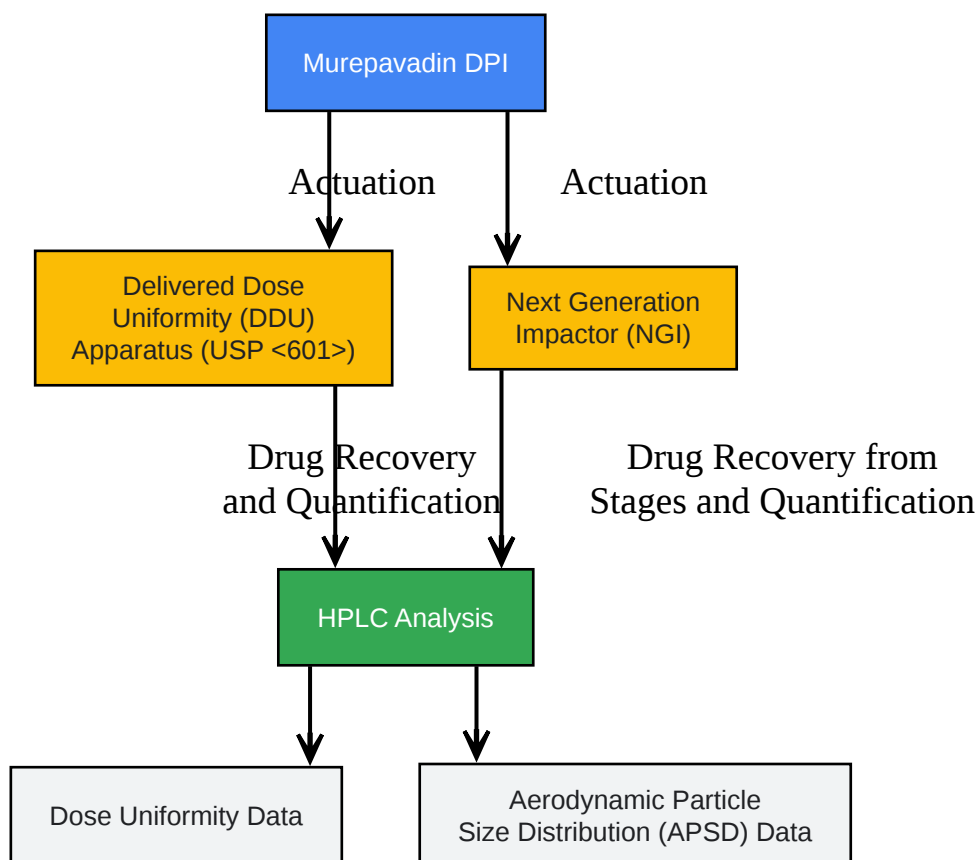 Murepavadin DPI
Actuation
Actuation
Delivered Dose
Uniformity (DDU)
Apparatus (USP <601>)
Next Generation
Impactor (NGI)
Drug Recovery
and Quantification
Drug Recovery from
Stages and Quantification
HPLC Analysis
Dose Uniformity Data
Aerodynamic Particle
Size Distribution (APSD) Data